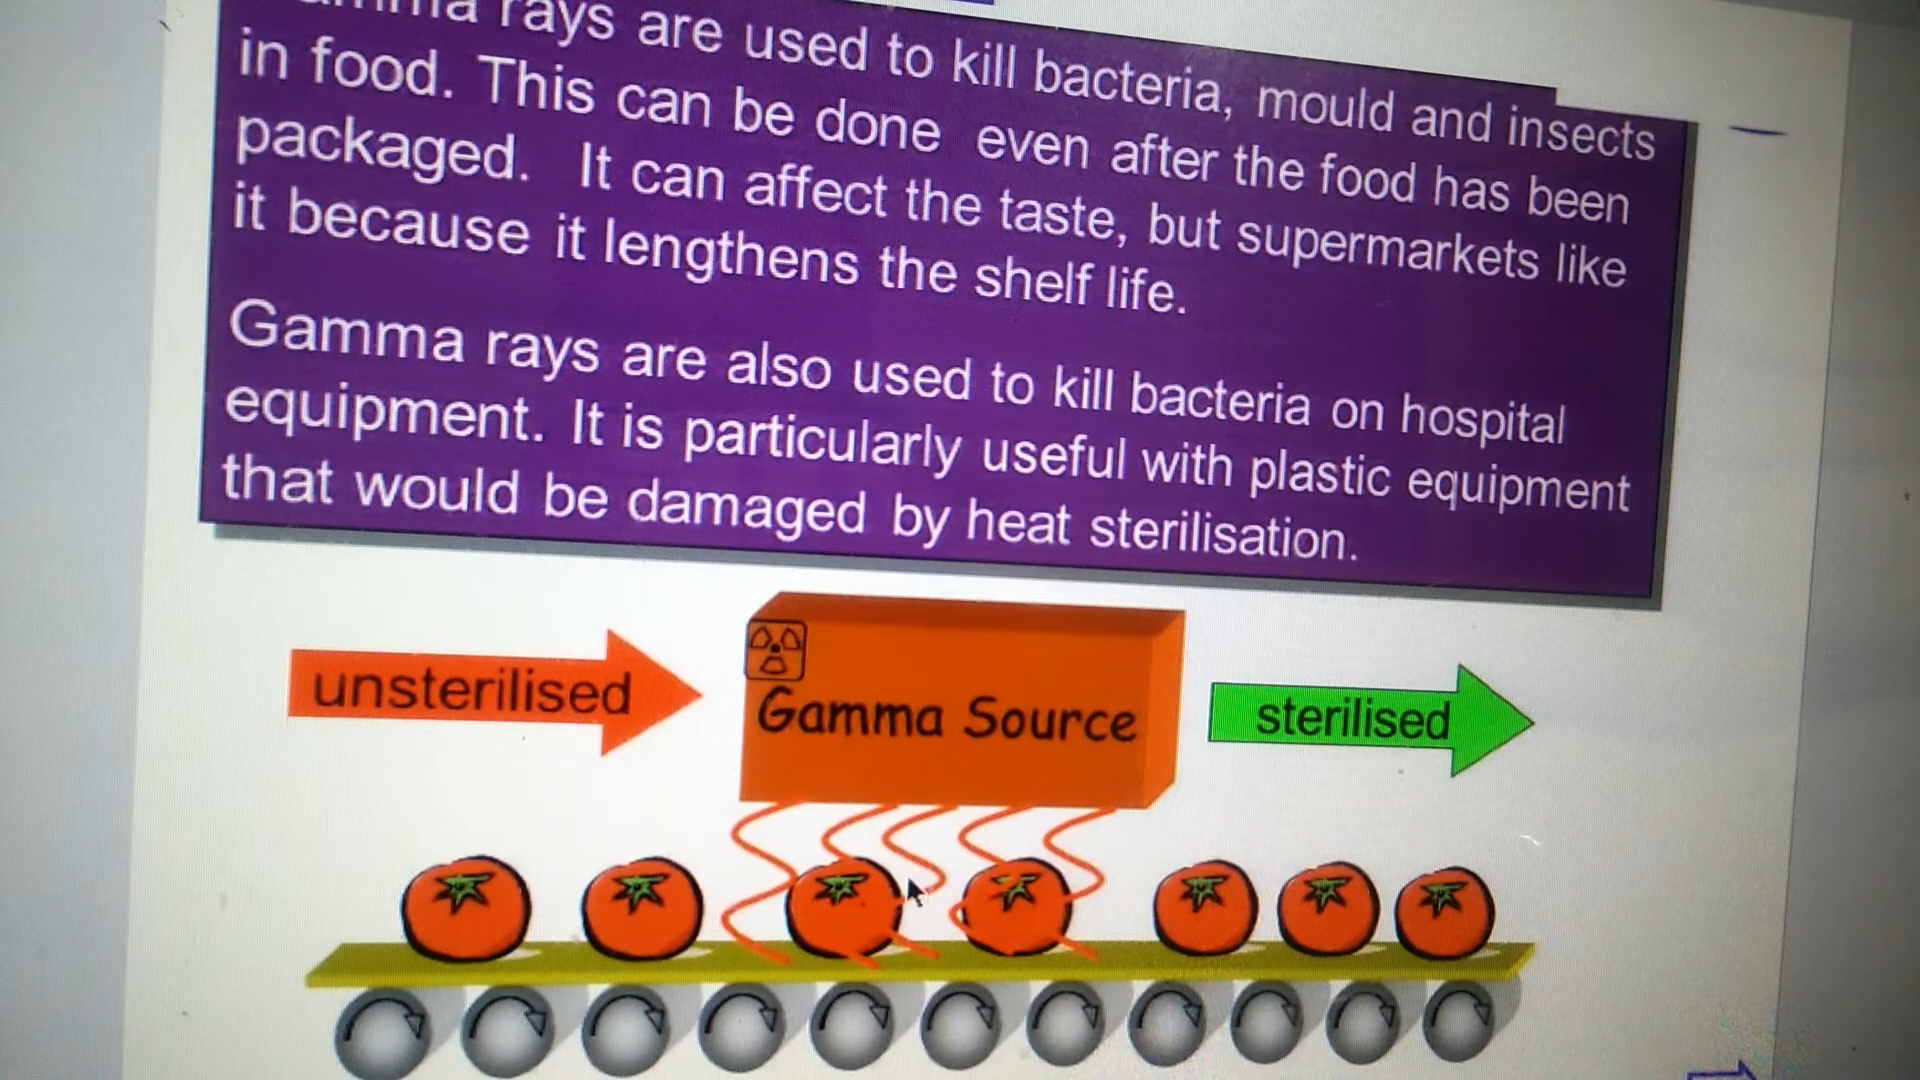 rays are used to kill bacteria, mould and insects
in food. This can be done even after the food has been
packaged. It can affect the taste, but supermarkets like
it because it lengthens the shelf life.
Gamma rays are also used to kill bacteria on hospital
equipment. It is particularly useful with plastic equipment
that would be damaged by heat sterilisation.
unsterilised
Gamma Source
sterilised